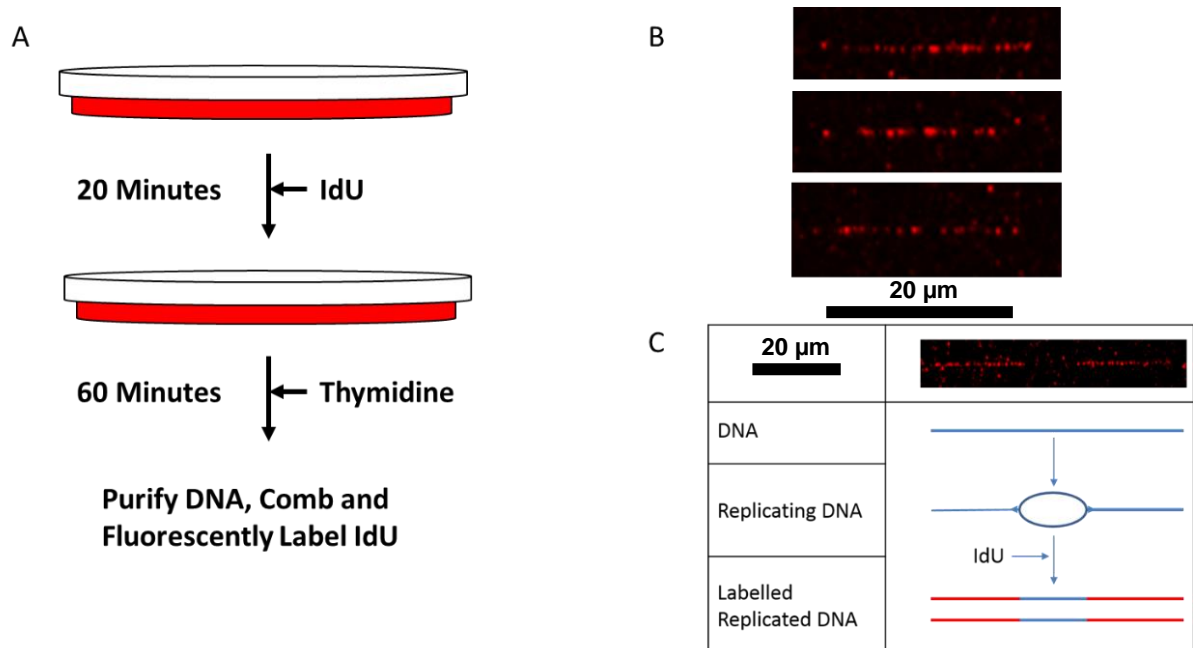 A
20 Minutes
IdU
60 Minutes
Thymidine
Purify DNA, Comb and
Fluorescently Label IdU
B
20 µm
C
20 µm
DNA
Replicating DNA
IdU
Labelled
Replicated DNA